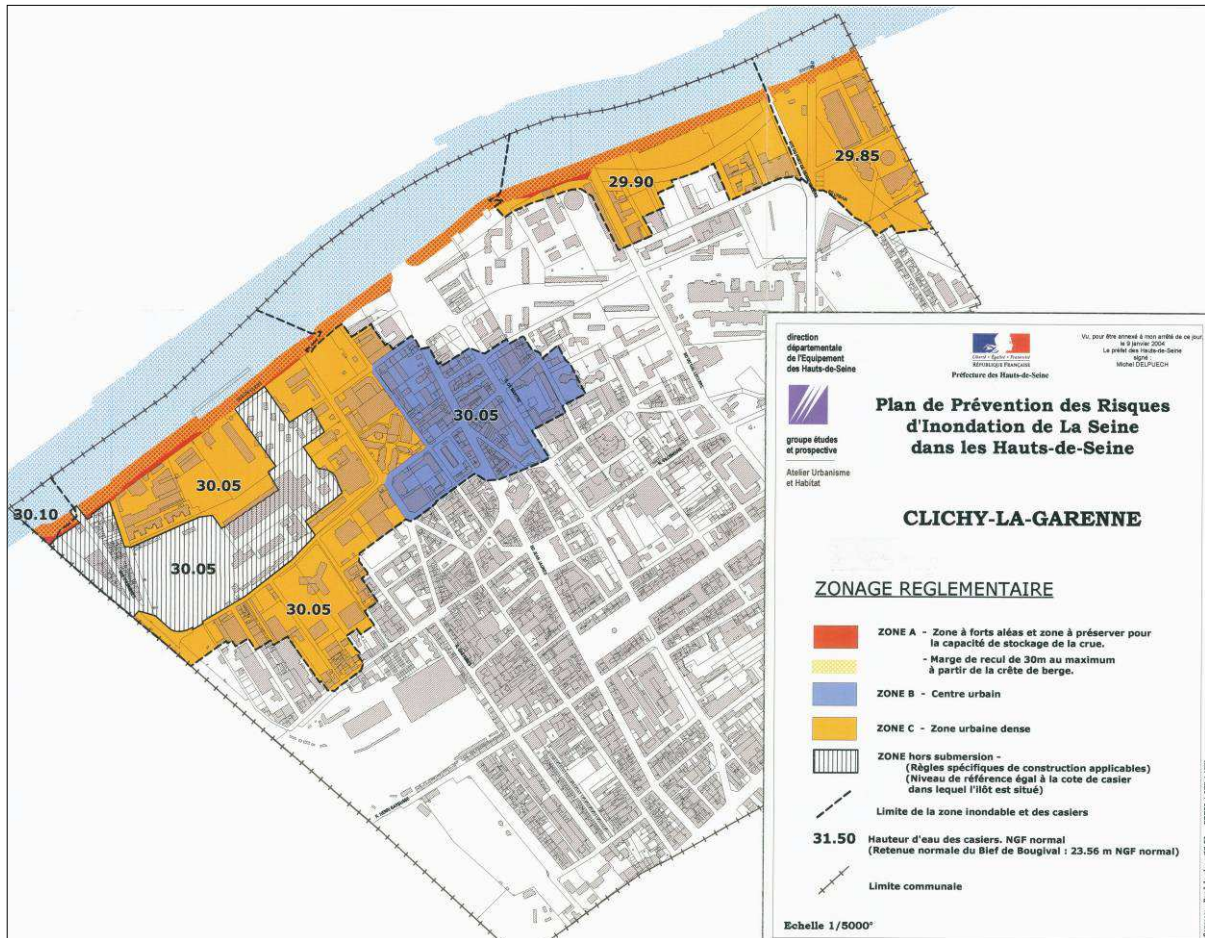 29.85
29.90
30.05
30.05
30.10
30.05
30.05
direction
départementale
de l'Equipement
des Hauts-de-Seine
Liberté • Égalité • Fraternité
RÉPUBLIQUE FRANÇAISE
Préfecture des Hauts-de-Seine
Vu, pour être annexé à mon arrêté de ce jour
le 9 janvier 2004
Le préfet des Hauts-de-Seine
signé :
Michel DELPUECH
groupe études
et prospective
Atelier Urbanisme
et Habitat
Plan de Prévention des Risques
d'Inondation de La Seine
dans les Hauts-de-Seine
CLICHY-LA-GARENNE
ZONAGE REGLEMENTAIRE
ZONE A - Zone à forts aléas et zone à préserver pour
la capacité de stockage de la crue.
- Marge de recul de 30m au maximum
à partir de la crête de berge.
ZONE B - Centre urbain
ZONE C - Zone urbaine dense
ZONE hors submersion -
(Règles spécifiques de construction applicables)
(Niveau de référence égal à la cote de casier
dans lequel l'ilôt est situé)
Limite de la zone inondable et des casiers
31.50 Hauteur d'eau des casiers. NGF normal
(Retenue normale du Bief de Bougival : 23.56 m NGF normal)
Limite communale
Echelle 1/5000°